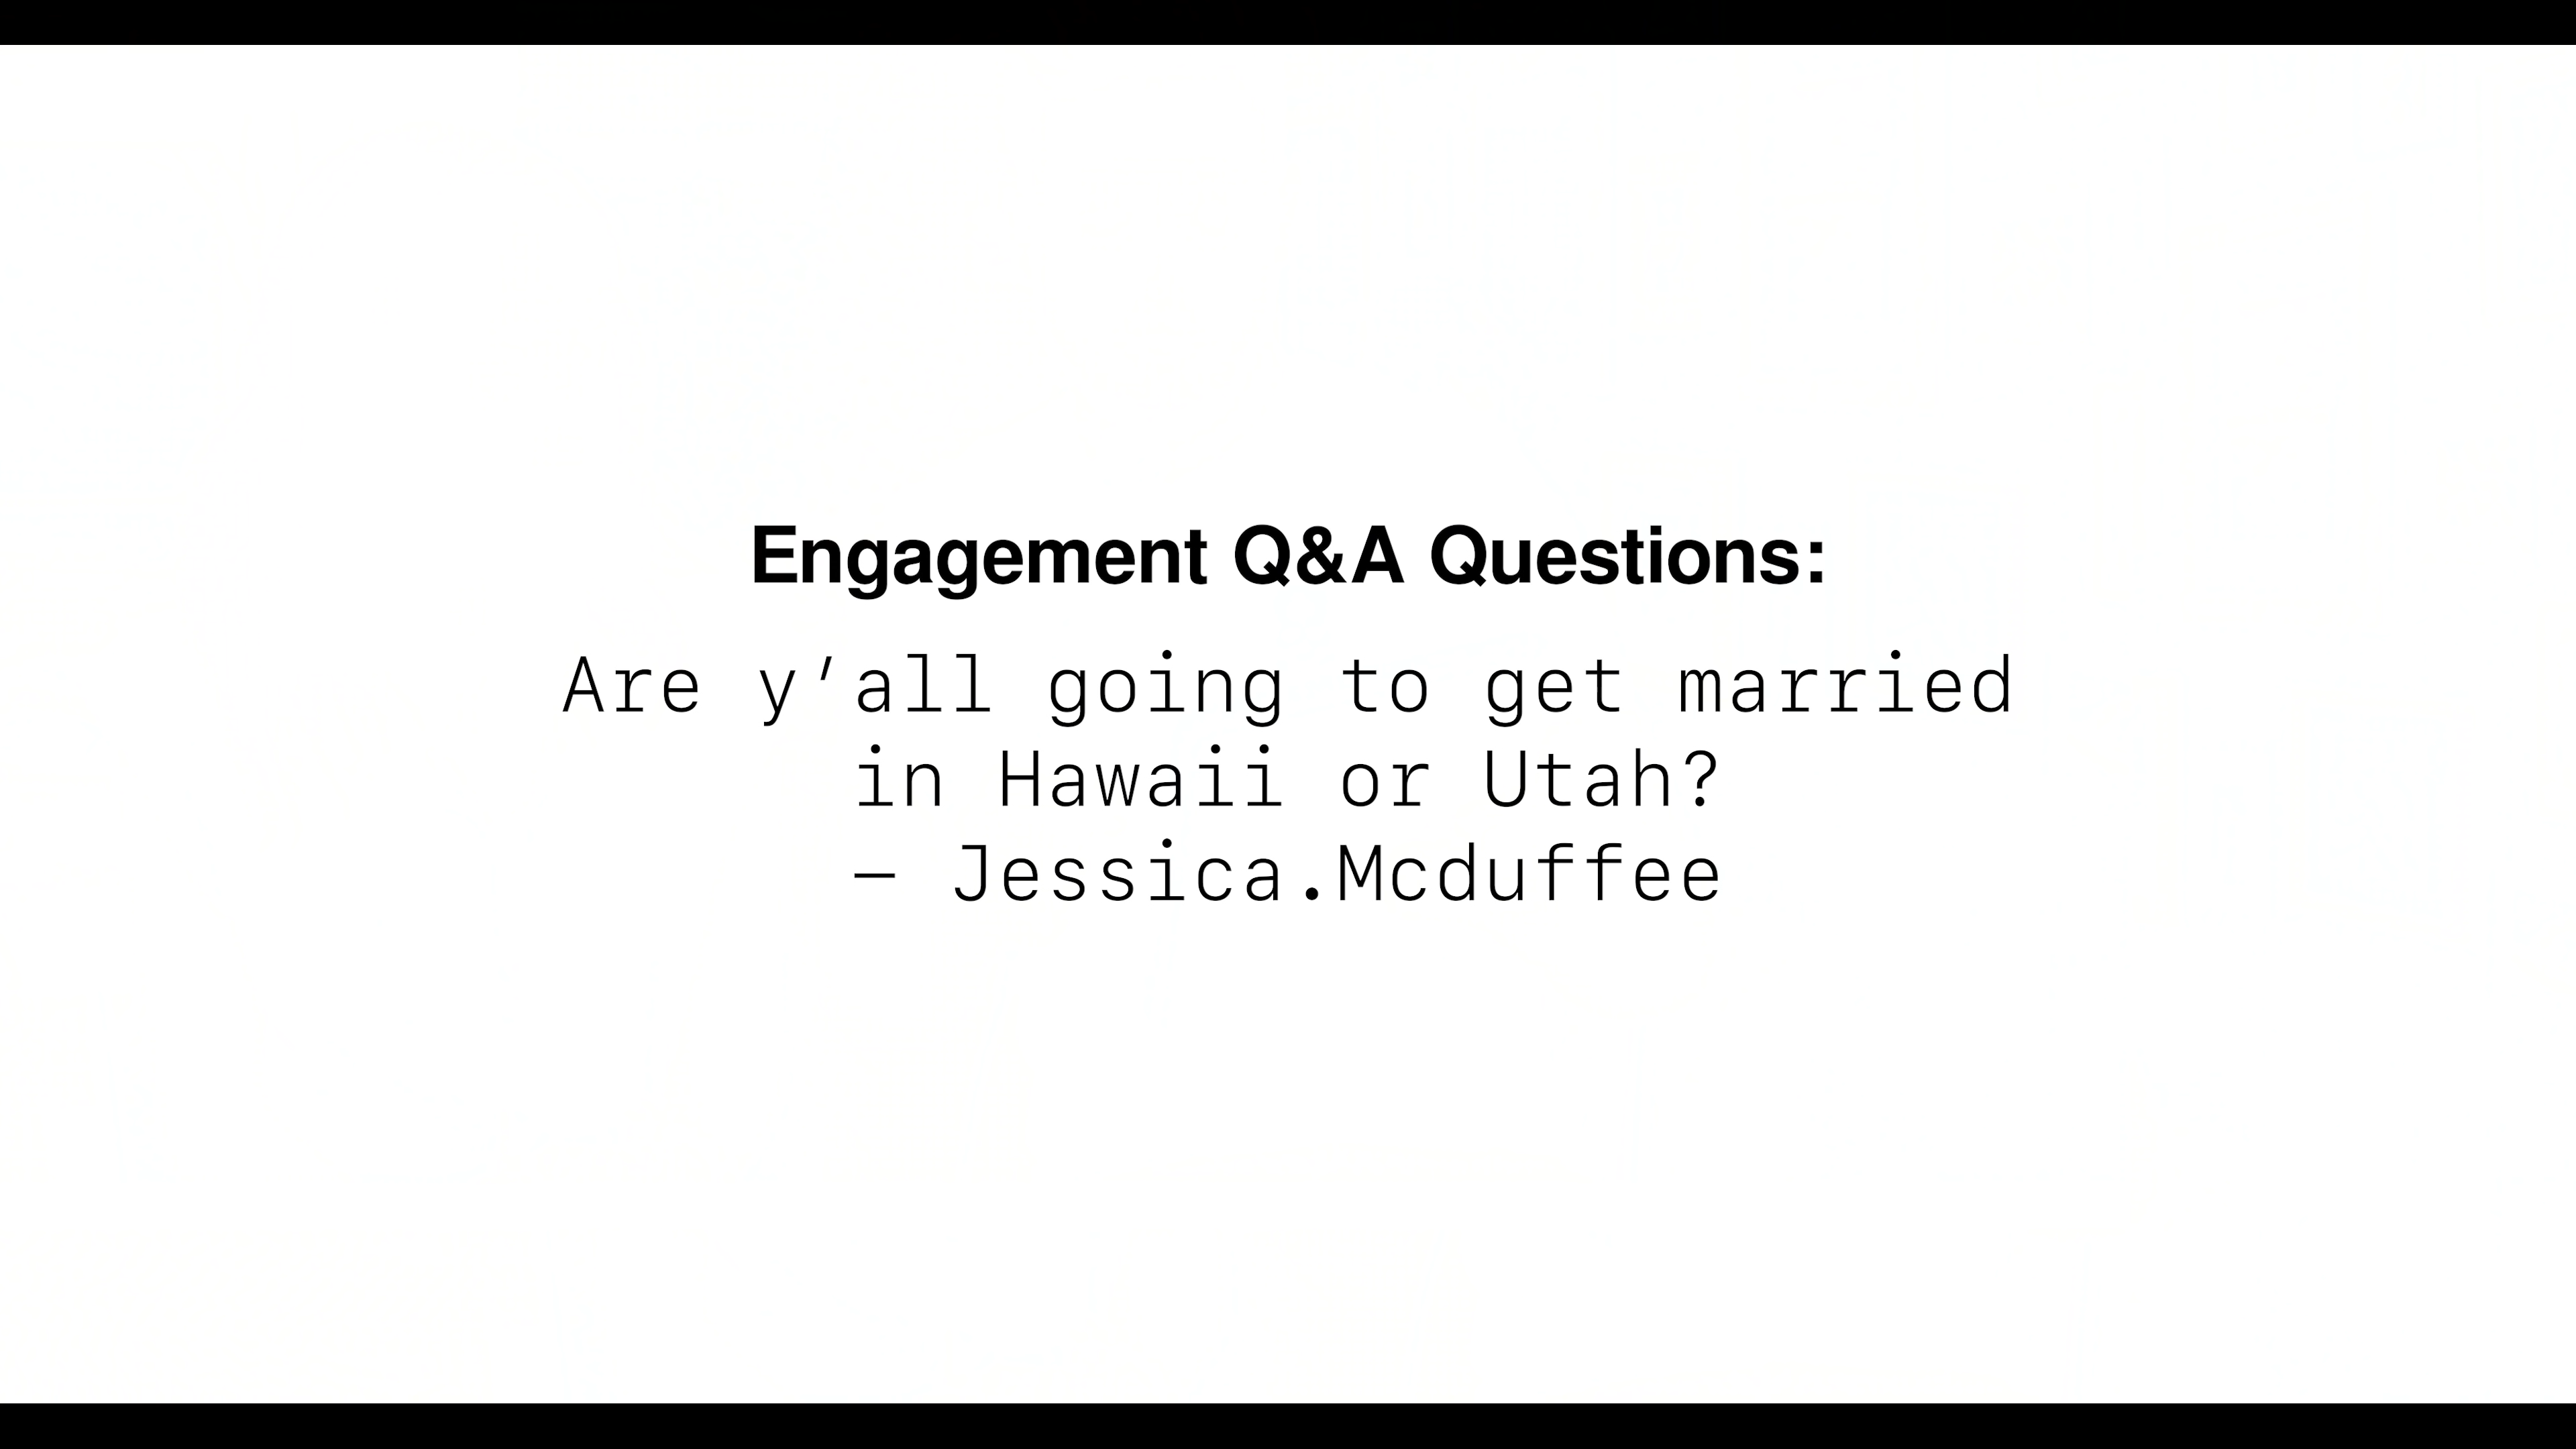 Engagement Q&A Questions:
Are y’all going to get married
in Hawaii or Utah?
– Jessica.Mcduffee